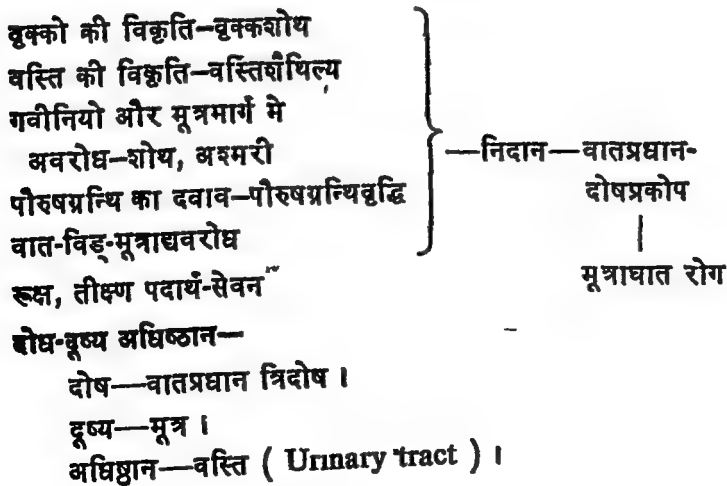 वृक्को की विकृति–वृक्कशोथ
वस्ति की विकृति–वस्तिशैथिल्य
गवीनियो और मूत्रमार्ग मे
अवरोध–शोथ, अश्मरी
पौरुषग्रन्थि का दवाव–पौरुषग्रन्थिवृद्धि
वात-विड्-मूत्राद्यवरोध
रूक्ष, तीक्ष्ण पदार्थ-सेवन
—निदान—वातप्रधान-
दोषप्रकोप
मूत्राघात रोग
दोष-दूष्य अधिष्ठान—
दोष—वातप्रधान त्रिदोष ।
दूष्य—मूत्र ।
अधिष्ठान—वस्ति ( Urinary tract ) ।